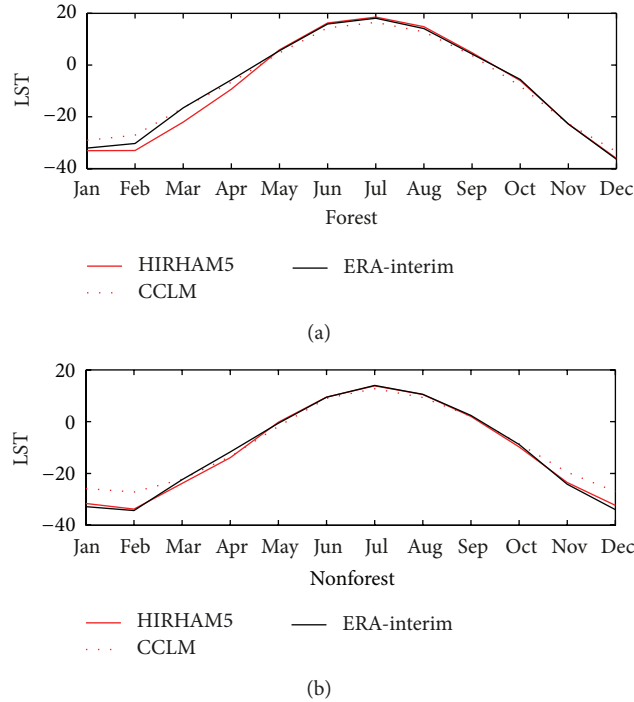 20
0
−20
−40
LST
Jan Feb Mar Apr May Jun Jul Aug Sep Oct Nov Dec
Forest
HIRHAM5 ERA-interim
CCLM
(a)
20
0
−20
−40
LST
Jan Feb Mar Apr May Jun Jul Aug Sep Oct Nov Dec
Nonforest
HIRHAM5 ERA-interim
CCLM
(b)